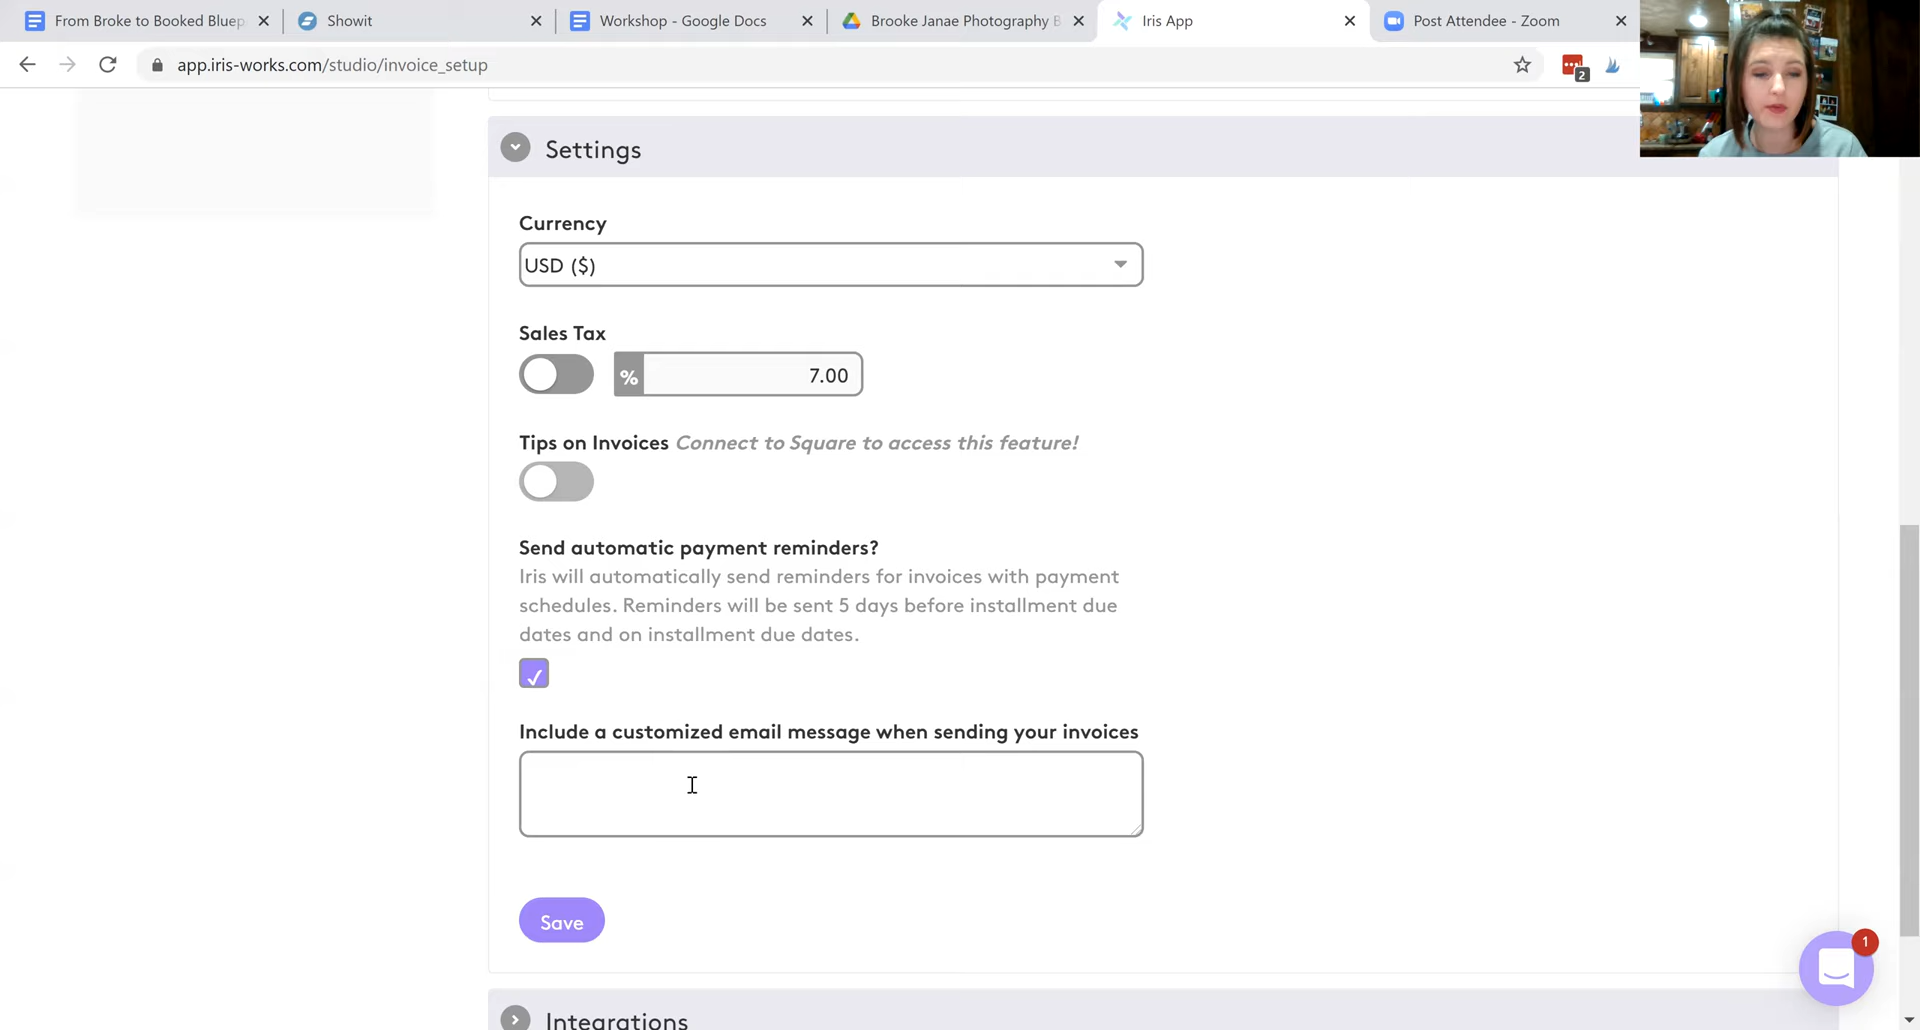 From Broke to Booked Bluep
Showit
Workshop - Google Docs
Brooke Janae Photography B
Iris App
Post Attendee - Zoom
app.iris-works.com/studio/invoice_setup
2
Settings
Currency
USD ($)
Sales Tax
% 7.00
Tips on Invoices Connect to Square to access this feature!
Send automatic payment reminders?
Iris will automatically send reminders for invoices with payment
schedules. Reminders will be sent 5 days before installment due
dates and on installment due dates.
Include a customized email message when sending your invoices
Save
1
Integrations